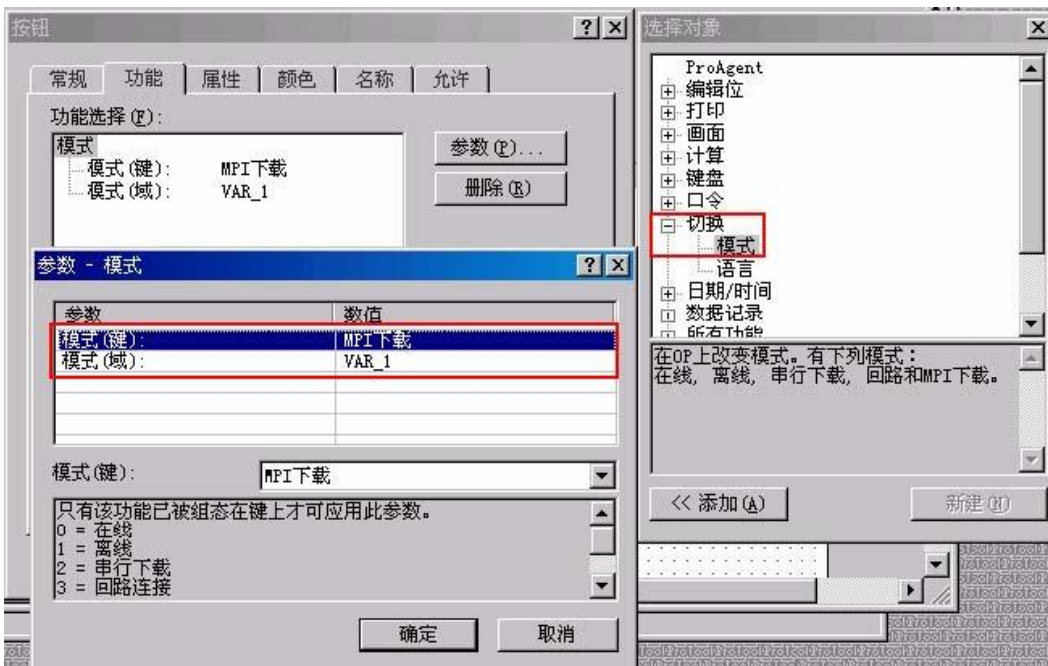 按钮
常规 功能 属性 颜色 名称 允许
功能选择(F):
模式
模式(键): MPI下载
模式(域): VAR_1
参数(P)...
删除(R)
参数 - 模式
参数 数值
模式(键): MPI下载
模式(域): VAR_1
模式(键): MPI下载
只有该功能已被组态在键上才可应用此参数。
0 = 在线
1 = 离线
2 = 串行下载
3 = 回路连接
确定 取消
选择对象
ProAgent
编辑位
打印
画面
计算
键盘
口令
切换
模式
语言
日期/时间
数据记录
所有功能
在OP上改变模式。有下列模式：
在线, 离线, 串行下载, 回路和MPI下载。
<< 添加(A) 新建(N)